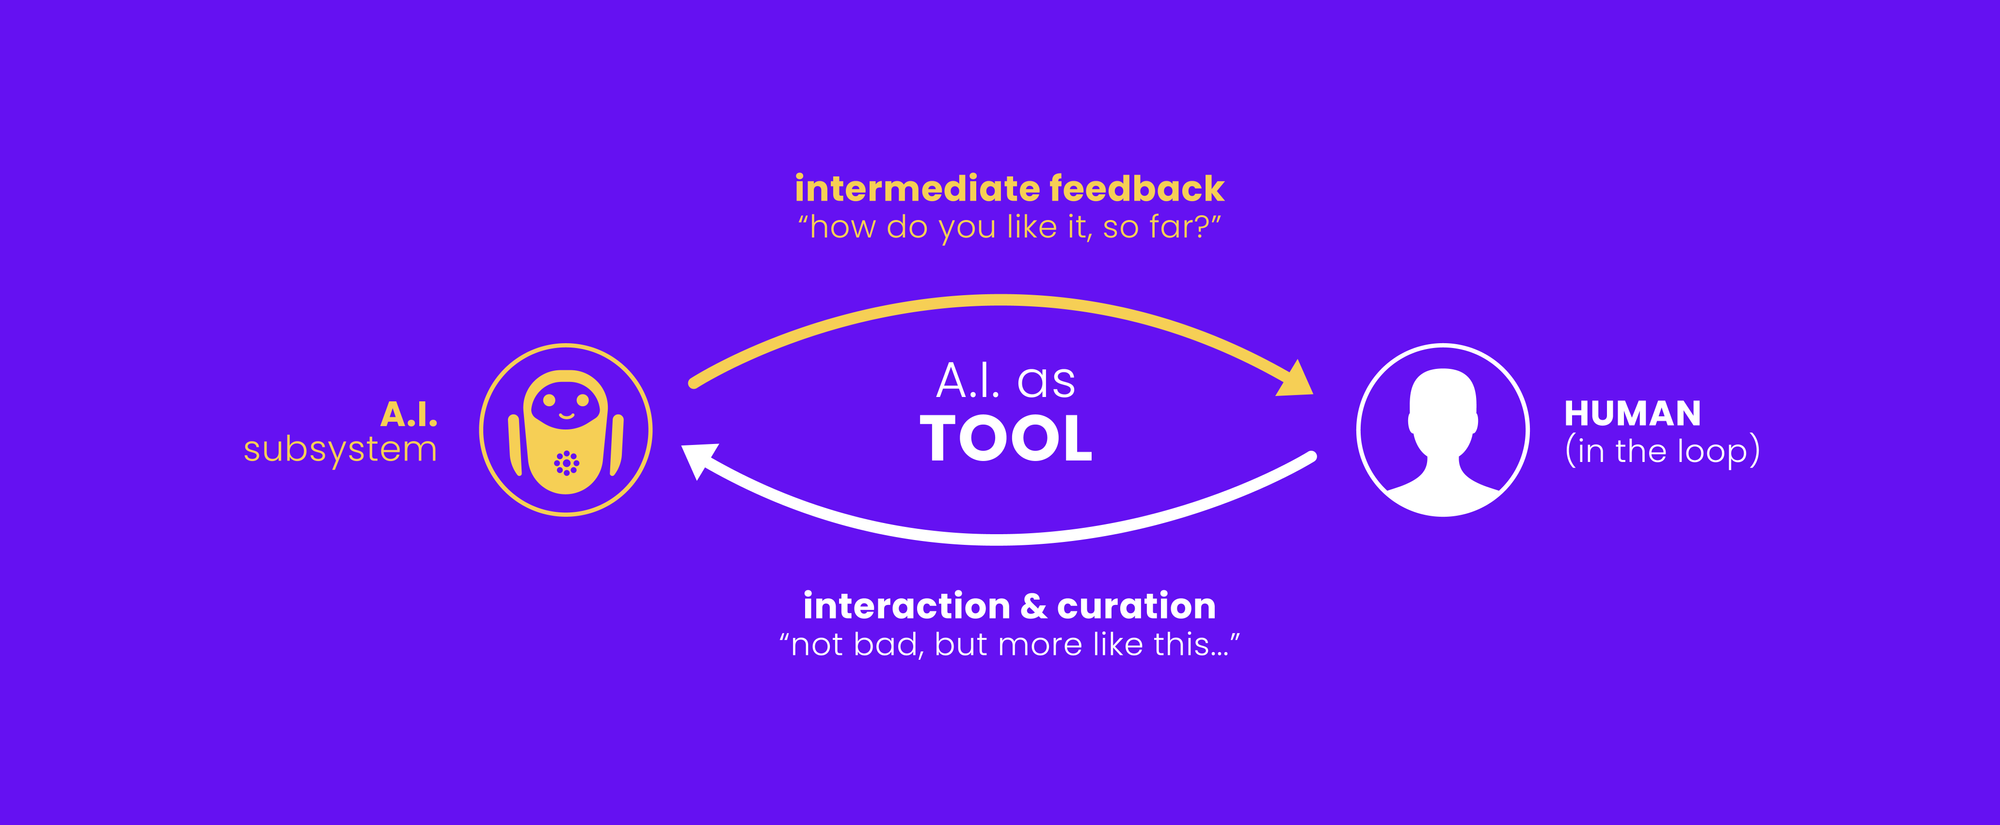 intermediate feedback
“how do you like it, so far?”
A.I. as
TOOL
A.I.
subsystem
HUMAN
(in the loop)
interaction & curation
“not bad, but more like this...”